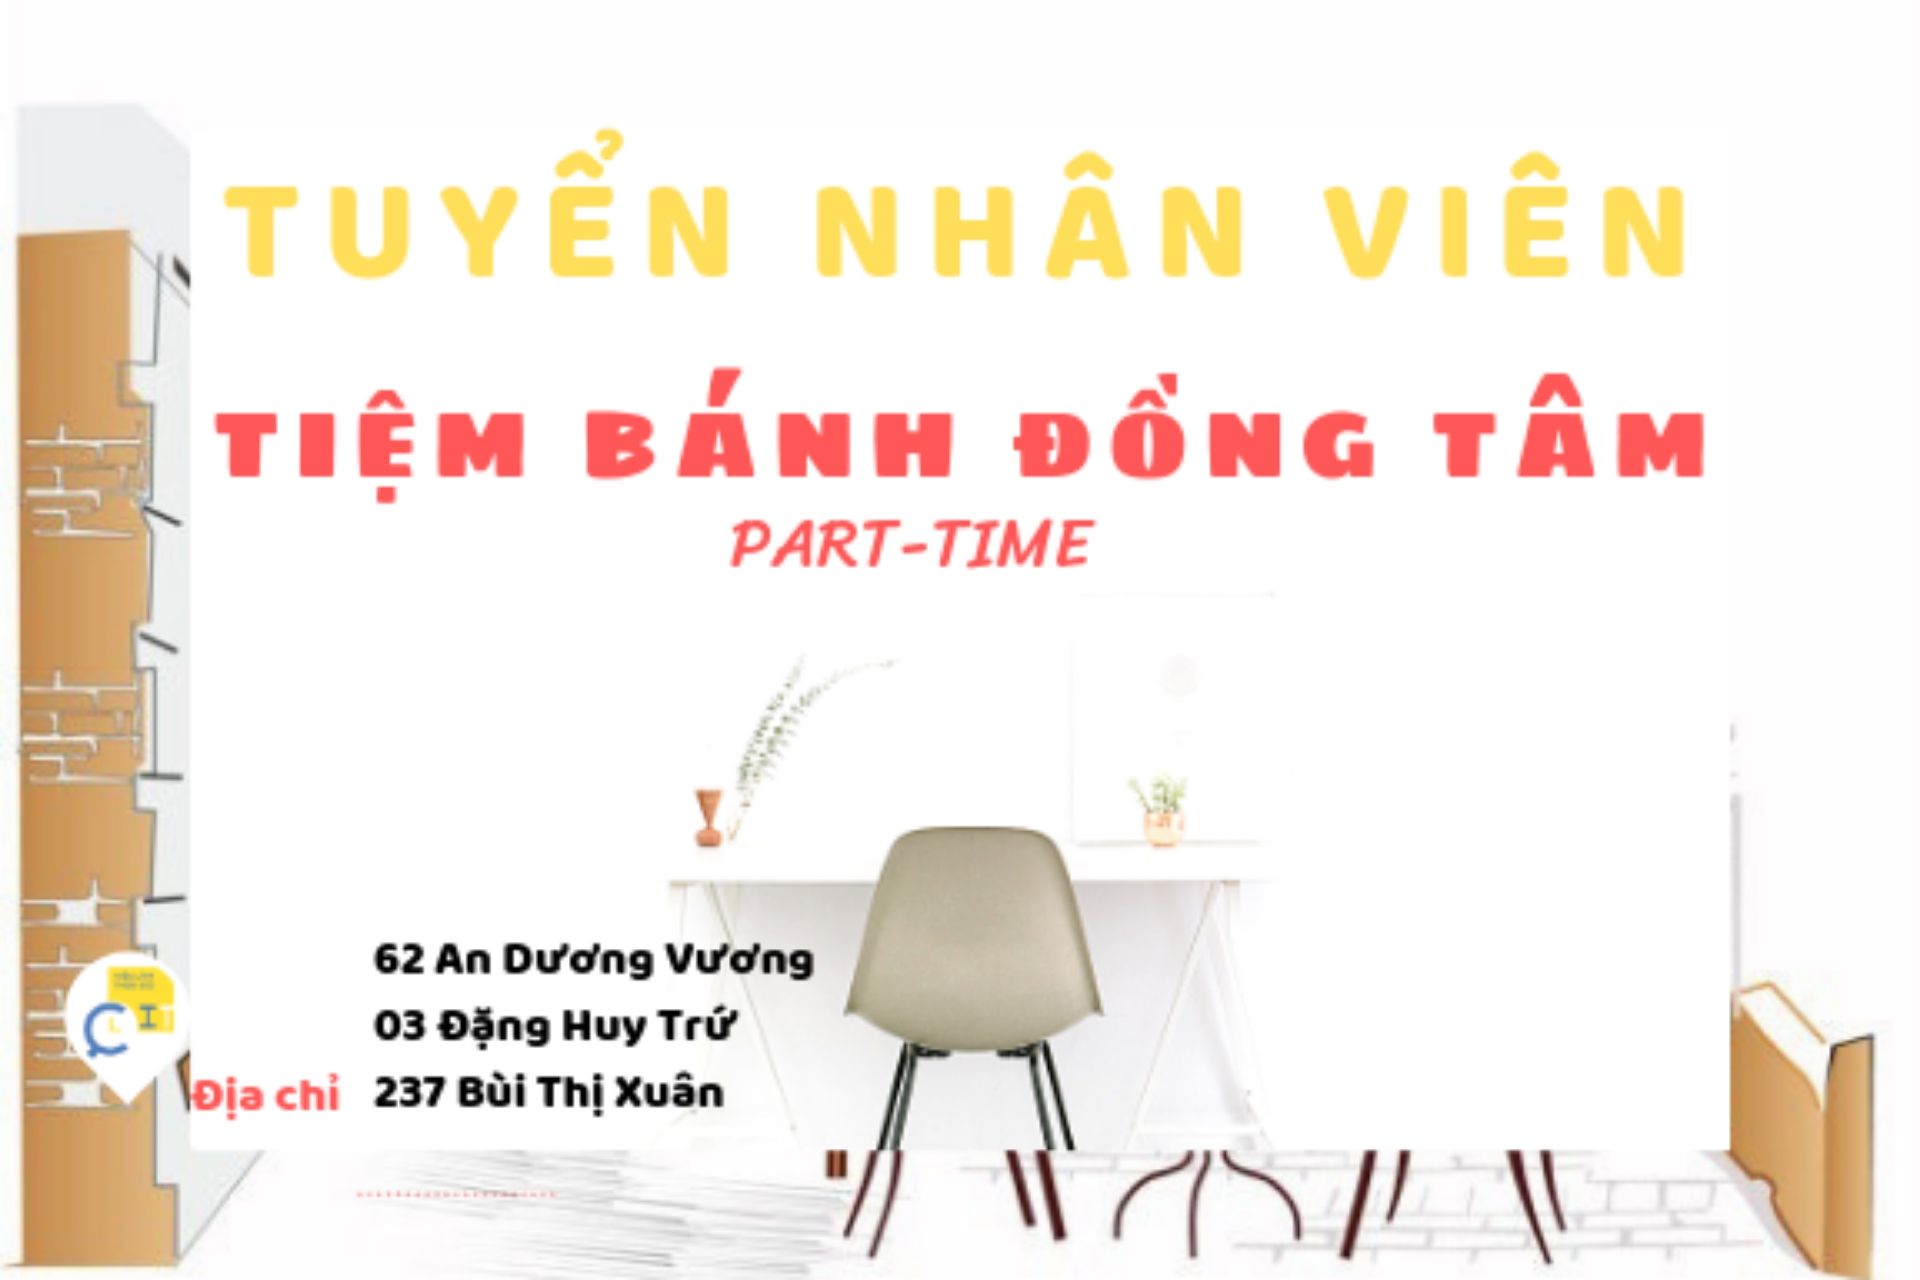 TUYỂN NHÂN VIÊN
TIỆM BÁNH ĐỒNG TÂM
PART-TIME
62 An Dương Vương
03 Đặng Huy Trứ
Địa chỉ 237 Bùi Thị Xuân